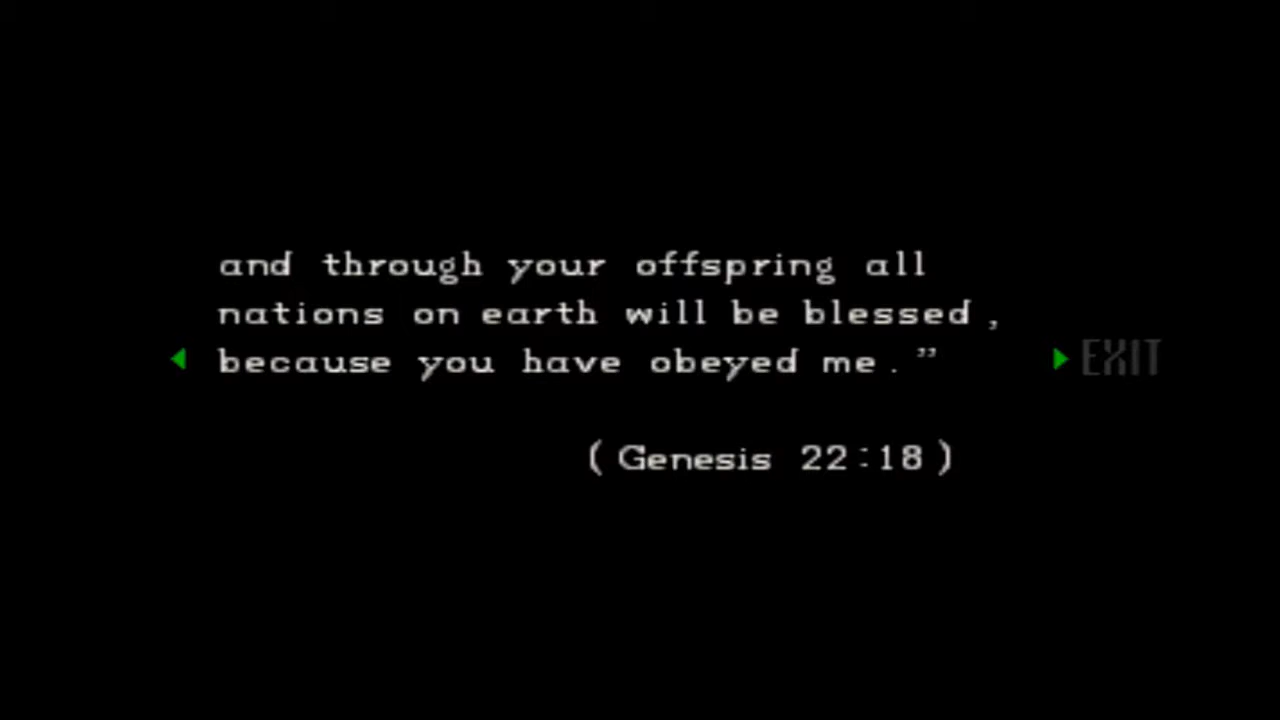 and through your offspring all
nations on earth will be blessed,
because you have obeyed me.”
EXIT
(Genesis 22:18)